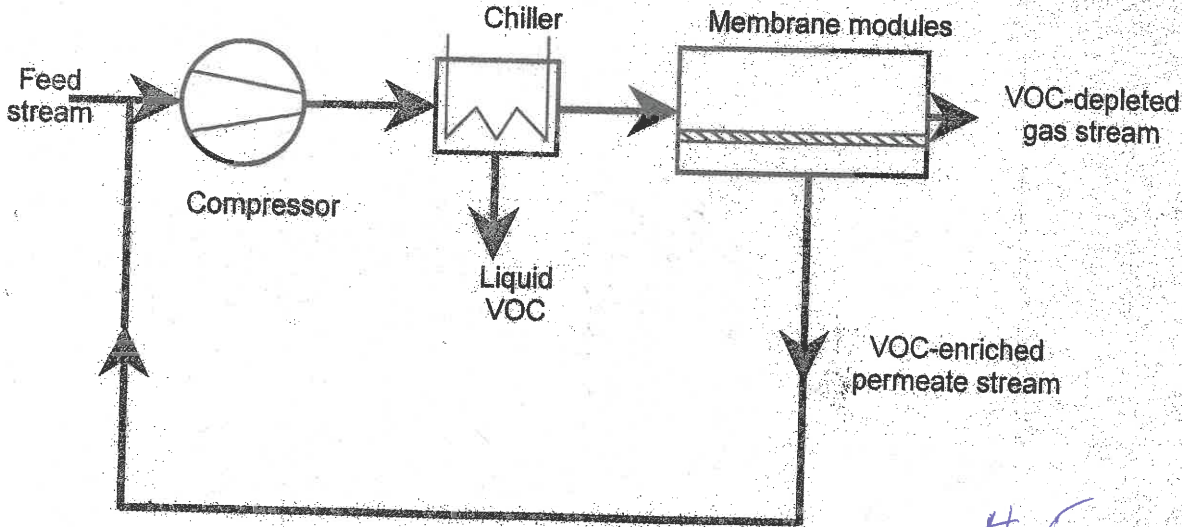 Chiller
Membrane modules
Feed
stream
VOC-depleted
gas stream
Compressor
Liquid
VOC
VOC-enriched
permeate stream